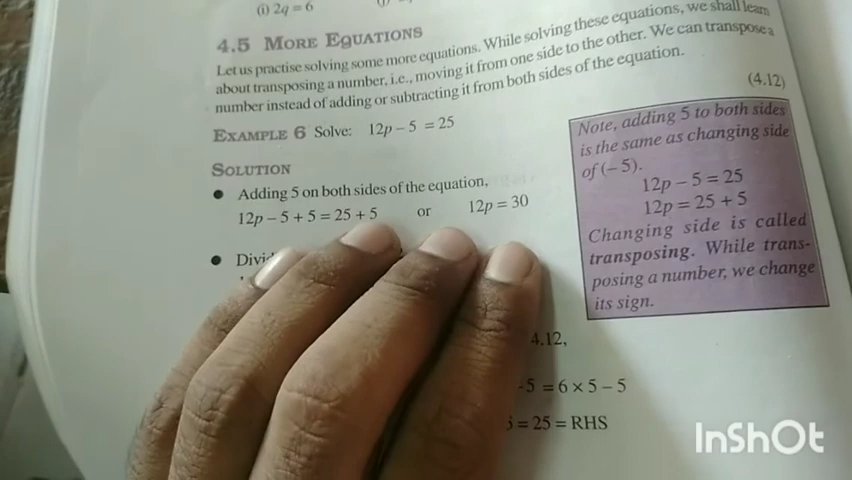 (i) 2q = 6
4.5 MORE EQUATIONS
Let us practise solving some more equations. While solving these equations, we shall learn
about transposing a number, i.e., moving it from one side to the other. We can transpose a
number instead of adding or subtracting it from both sides of the equation.
EXAMPLE 6 Solve: 12p – 5 = 25 (4.12)
SOLUTION
● Adding 5 on both sides of the equation,
12p – 5 + 5 = 25 + 5 or 12p = 30
● Divi
4.12,
-5 = 6 × 5 – 5
= 25 = RHS
Note, adding 5 to both sides
is the same as changing side
of (– 5).
12p – 5 = 25
12p = 25 + 5
Changing side is called
transposing. While trans-
posing a number, we change
its sign.
InShOt